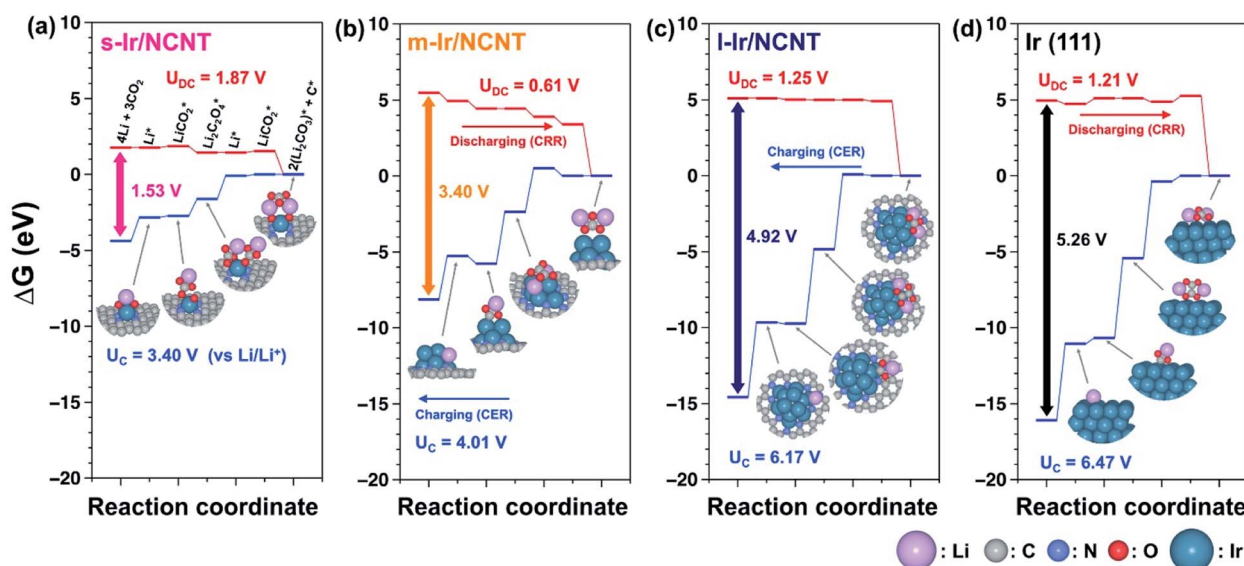 (a)
s-Ir/NCNT
U_DC = 1.87 V
4Li + 3CO₂
Li*
LiCO₂*
Li₂C₂O₄*
Li*
LiCO₂*
2(Li₂CO₃)* + C*
1.53 V
U_C = 3.40 V (vs Li/Li⁺)
10
5
0
−5
−10
−15
−20
ΔG (eV)
Reaction coordinate
(b)
m-Ir/NCNT
U_DC = 0.61 V
Discharging (CRR)
3.40 V
Charging (CER)
U_C = 4.01 V
10
5
0
−5
−10
−15
−20
Reaction coordinate
(c)
l-Ir/NCNT
U_DC = 1.25 V
Charging (CER)
4.92 V
U_C = 6.17 V
10
5
0
−5
−10
−15
−20
Reaction coordinate
(d)
Ir (111)
U_DC = 1.21 V
Discharging (CRR)
5.26 V
U_C = 6.47 V
10
5
0
−5
−10
−15
−20
Reaction coordinate
: Li : C : N : O : Ir